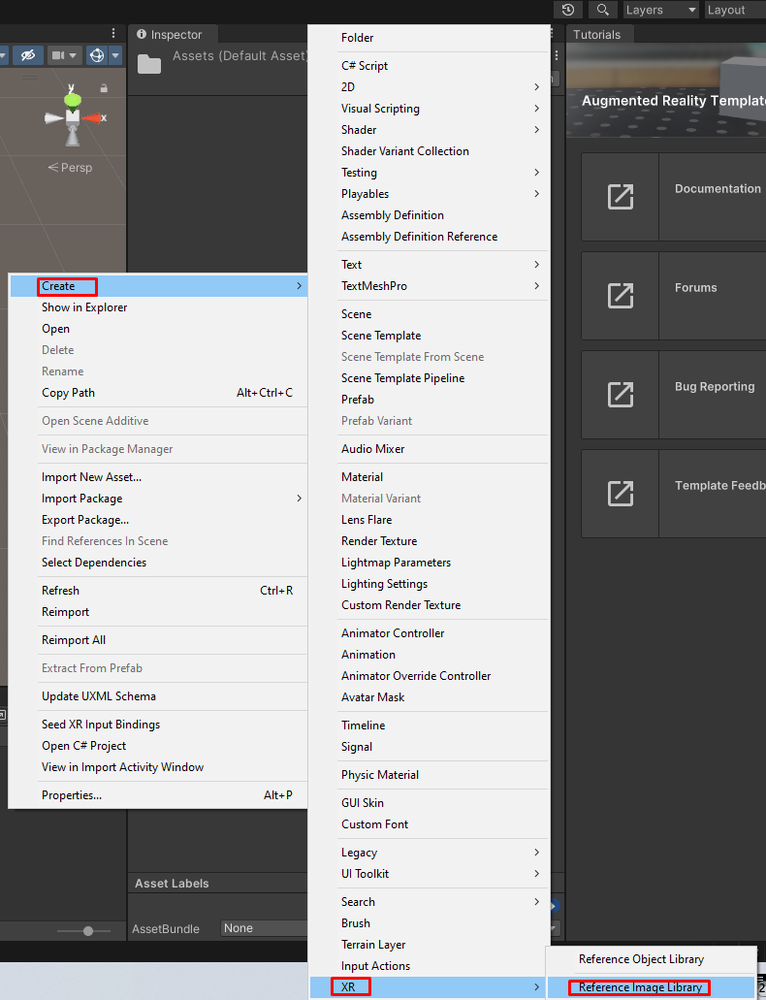 Layers
Layout
Inspector
Tutorials
Assets (Default Asset)
Augmented Reality Template
y
x
Persp
Documentation
Forums
Bug Reporting
Template Feedb
Create
Show in Explorer
Open
Delete
Rename
Copy Path Alt+Ctrl+C
Open Scene Additive
View in Package Manager
Import New Asset...
Import Package
Export Package...
Find References In Scene
Select Dependencies
Refresh Ctrl+R
Reimport
Reimport All
Extract From Prefab
Update UXML Schema
Seed XR Input Bindings
Open C# Project
View in Import Activity Window
Properties... Alt+P
Folder
C# Script
2D
Visual Scripting
Shader
Shader Variant Collection
Testing
Playables
Assembly Definition
Assembly Definition Reference
Text
TextMeshPro
Scene
Scene Template
Scene Template From Scene
Scene Template Pipeline
Prefab
Prefab Variant
Audio Mixer
Material
Material Variant
Lens Flare
Render Texture
Lightmap Parameters
Lighting Settings
Custom Render Texture
Animator Controller
Animation
Animator Override Controller
Avatar Mask
Timeline
Signal
Physic Material
GUI Skin
Custom Font
Legacy
UI Toolkit
Search
Brush
Terrain Layer
Input Actions
XR
Asset Labels
AssetBundle None
Reference Object Library
Reference Image Library